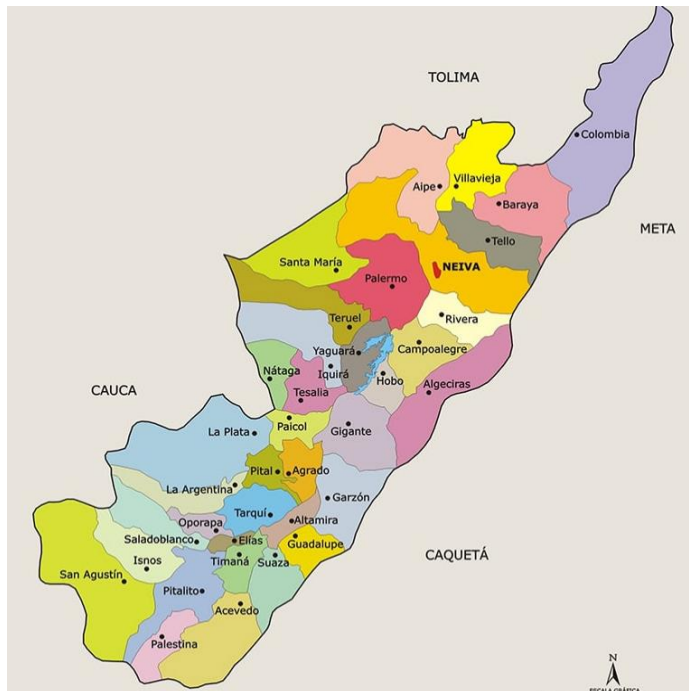 TOLIMA
Colombia
Villavieja
Aipe
Baraya
META
Tello
Santa María
NEIVA
Palermo
Rivera
Teruel
Yaguará
Campoalegre
Nátaga
Iquirá
Hobo
Algeciras
CAUCA
Tesalia
Paicol
La Plata
Gigante
Pital
Agrado
La Argentina
Garzón
Tarquí
Oporapa
Altamira
Saladoblanco
Elías
Guadalupe
CAQUETÁ
Isnos
Timaná
Suaza
San Agustín
Pitalito
Acevedo
Palestina
N
ESCALA GRÁFICA